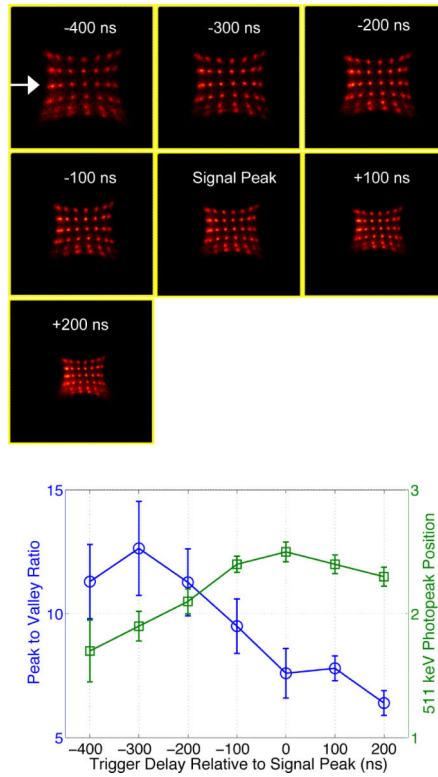 -400 ns
-300 ns
-200 ns
-100 ns
Signal Peak
+100 ns
+200 ns
15
10
5
Peak to Valley Ratio
3
2
1
511 keV Photopeak Position
−400 −300 −200 −100 0 100 200
Trigger Delay Relative to Signal Peak (ns)